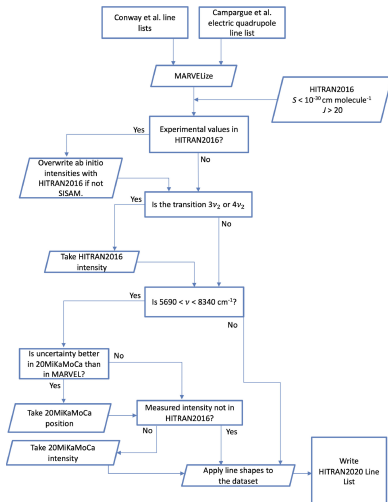 Conway et al. line
lists
Campargue et al.
electric quadrupole
line list
MARVELize
HITRAN2016
S < 10⁻³⁰ cm molecule⁻¹
J > 20
Experimental values in
HITRAN2016?
Yes
No
Overwrite ab initio
intensities with
HITRAN2016 if not
SISAM.
Is the transition 3ν₂ or 4ν₂
Yes
No
Take HITRAN2016
intensity
Is 5690 < ν < 8340 cm⁻¹?
Yes
No
Is uncertainty better
in 20MiKaMoCa than
in MARVEL?
No
Yes
Take 20MiKaMoCa
position
Measured intensity not in
HITRAN2016?
No
Yes
Take 20MiKaMoCa
intensity
Apply line shapes to
the dataset
Write
HITRAN2020 Line
List